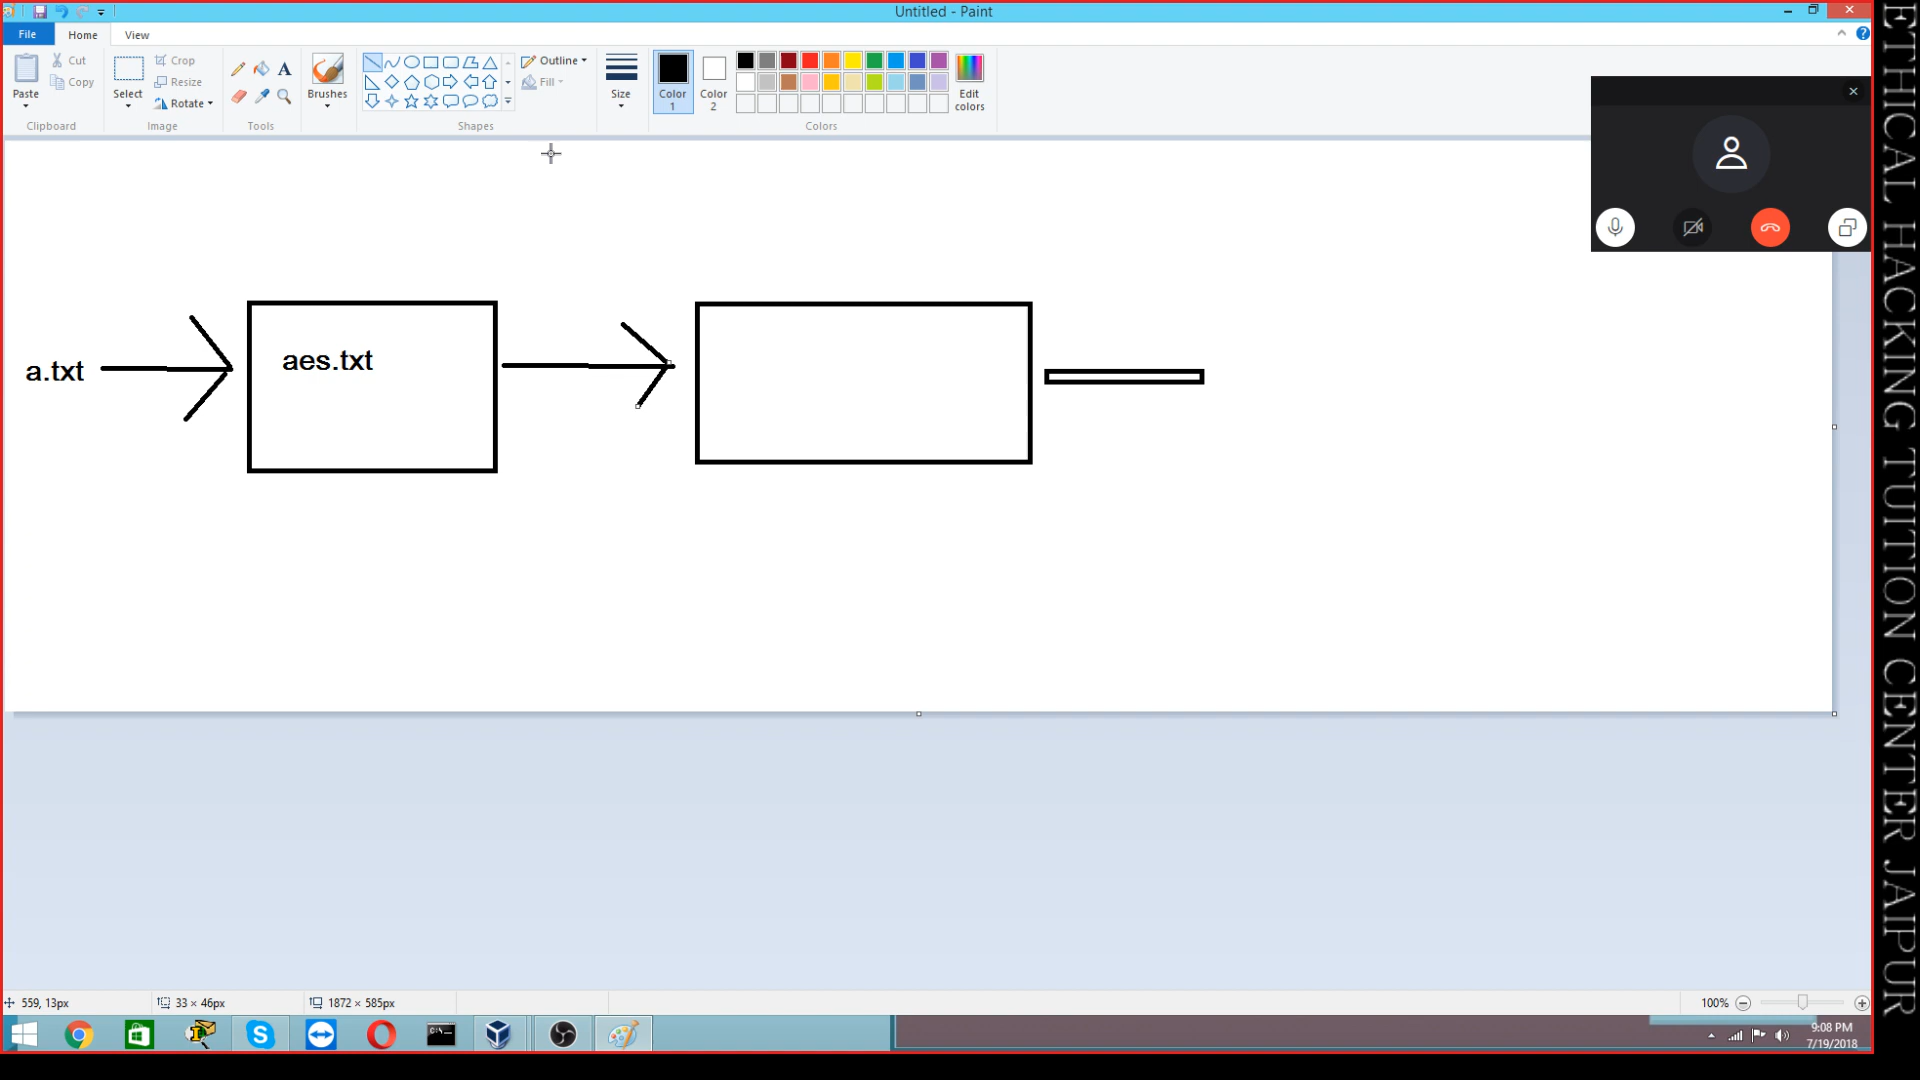 Untitled - Paint
File
Home
View
Paste
Cut
Copy
Clipboard
Select
Crop
Resize
Rotate
Image
A
Tools
Brushes
Shapes
Outline
Fill
Size
Color 1
Color 2
Edit colors
Colors
a.txt
aes.txt
559, 13px
33 × 46px
1872 × 585px
100%
9:08 PM
7/19/2018
ETHICAL HACKING TUITION CENTER JAIPUR